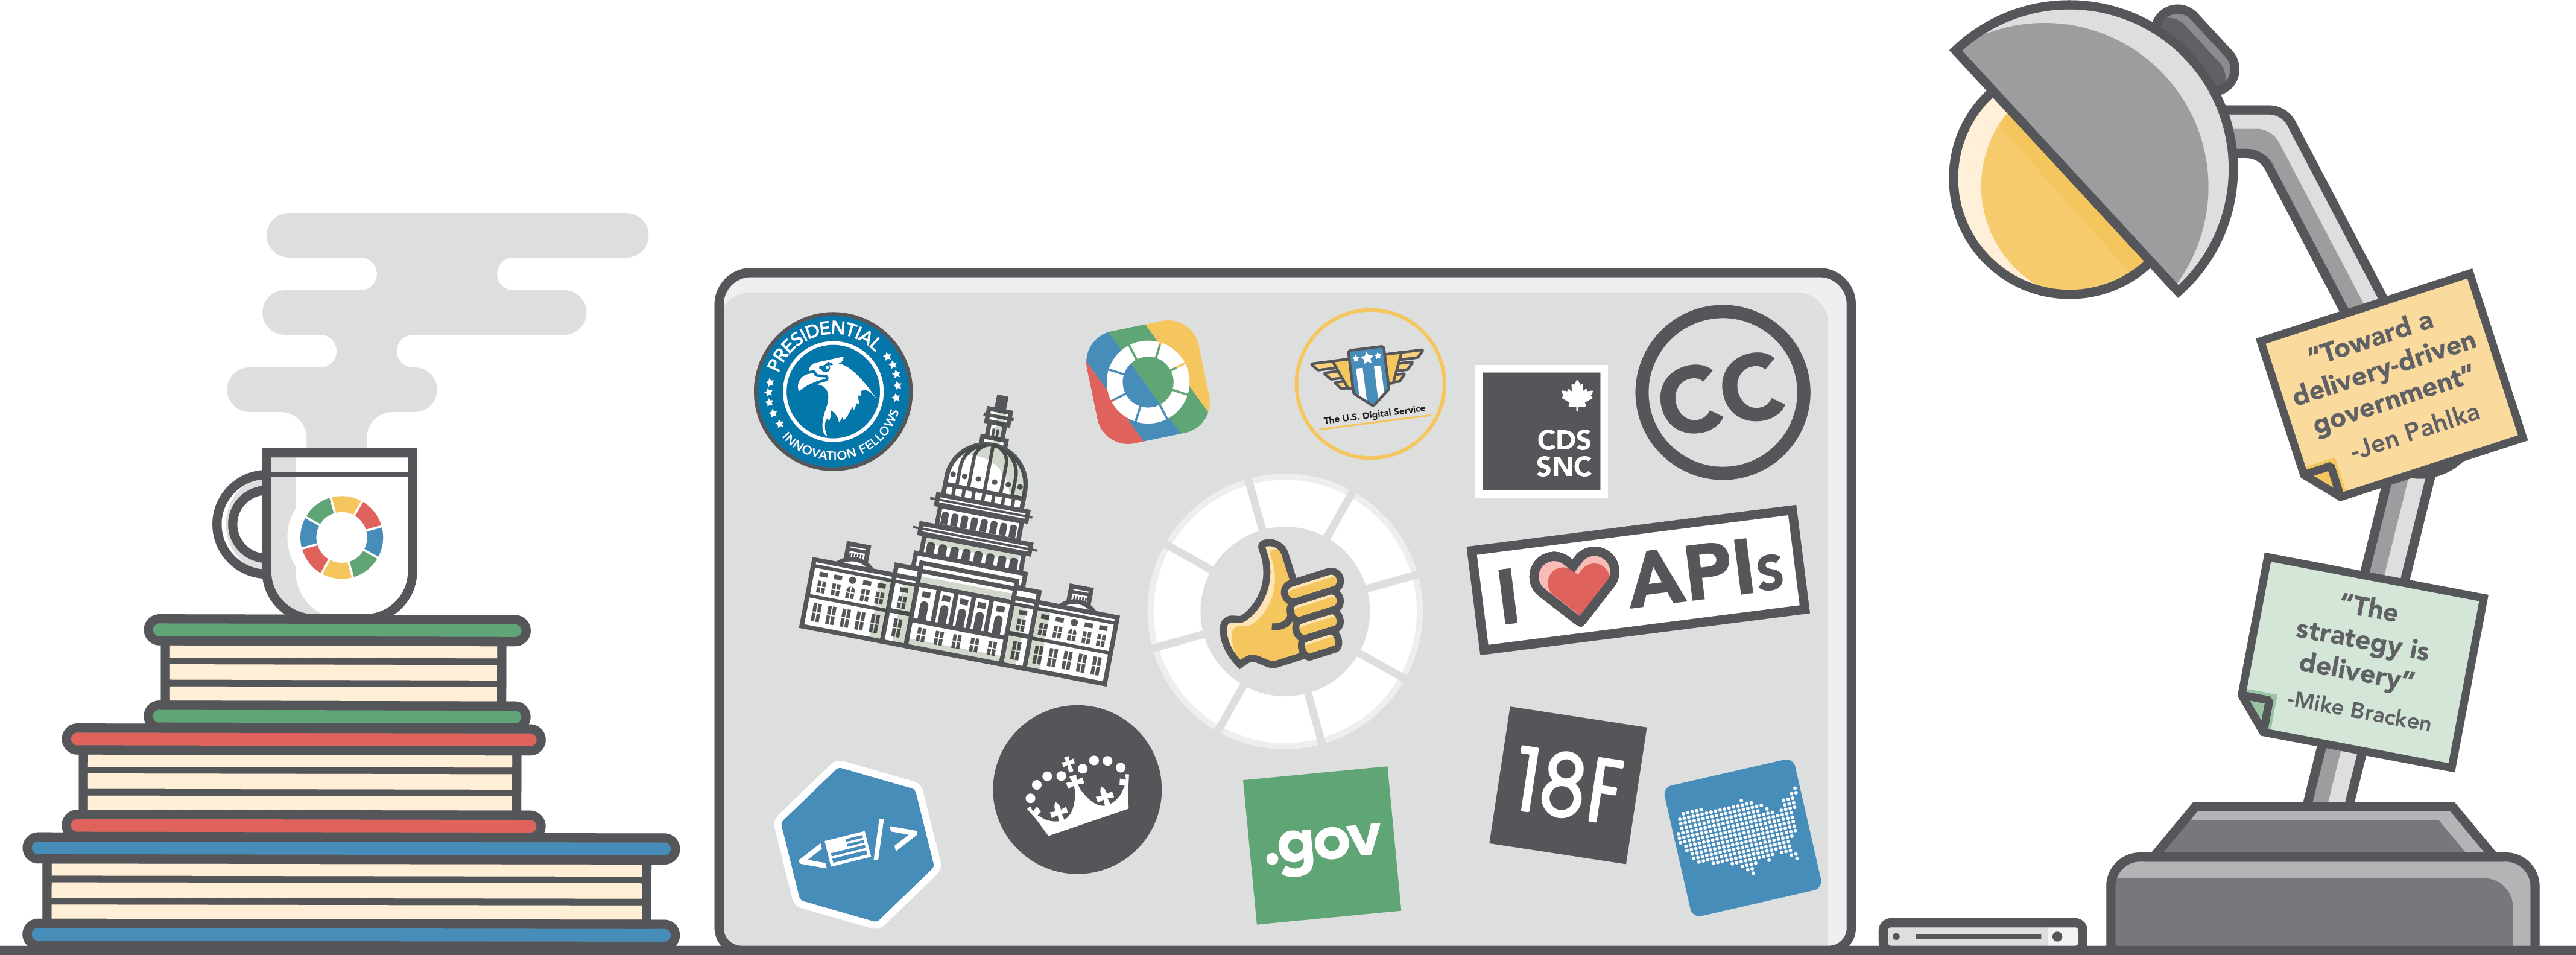 PRESIDENTIAL
INNOVATION FELLOWS
The U.S. Digital Service
CDS
SNC
CC
I APIs
</>
.gov
18F
“Toward a
delivery-driven
government”
-Jen Pahlka
“The
strategy is
delivery”
-Mike Bracken